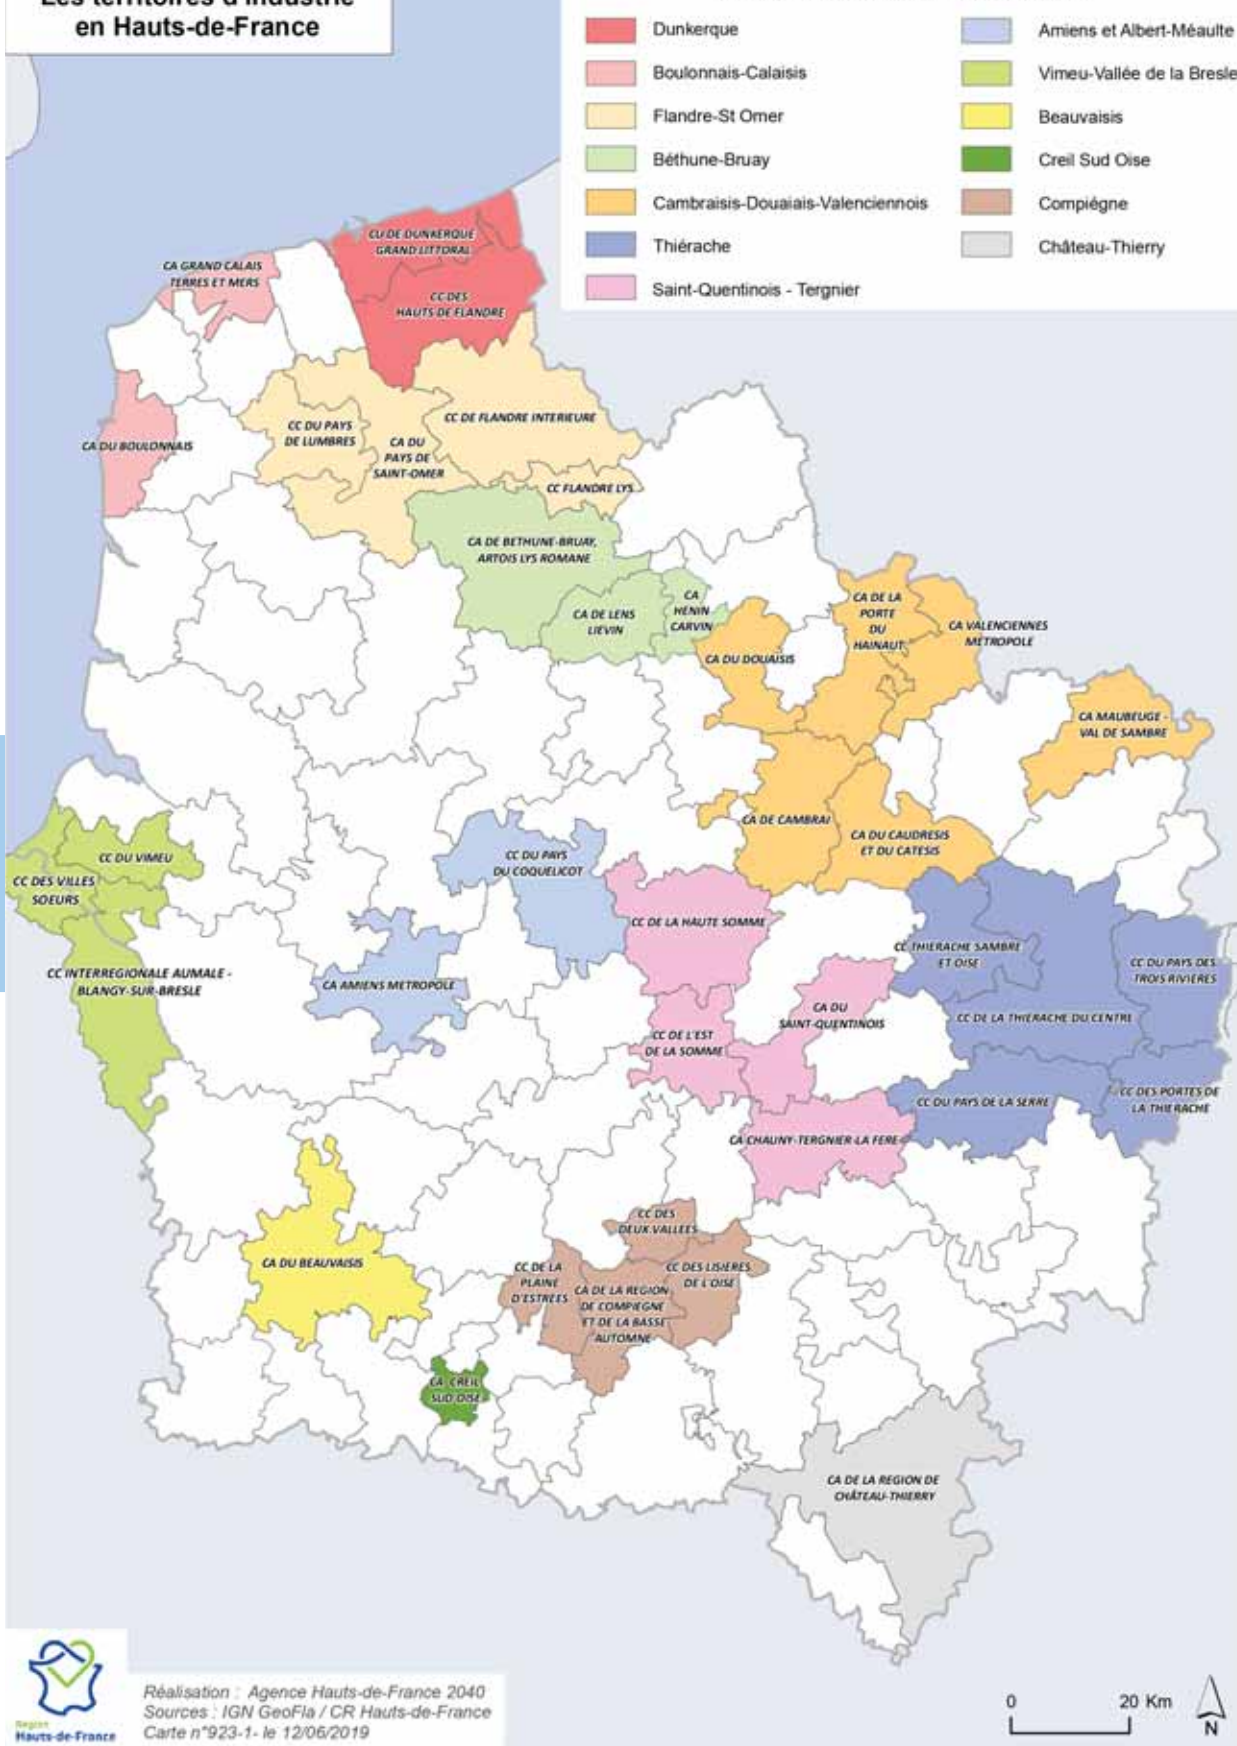 Les territoires d'industrie
en Hauts-de-France
Dunkerque
Boulonnais-Calaisis
Flandre-St Omer
Béthune-Bruay
Cambraisis-Douaiais-Valenciennois
Thiérache
Saint-Quentinois - Tergnier
Amiens et Albert-Méaulte
Vimeu-Vallée de la Bresle
Beauvaisis
Creil Sud Oise
Compiégne
Château-Thierry
CU DE DUNKERQUE
GRAND LITTORAL
CA GRAND CALAIS
TERRES ET MERS
CC DES
HAUTS DE FLANDRE
CC DE FLANDRE INTERIEURE
CC DU PAYS
DE LUMBRES
CA DU
PAYS DE
SAINT-OMER
CA DU BOULONNAIS
CC FLANDRE LYS
CA DE BETHUNE-BRUAY,
ARTOIS LYS ROMANE
CA DE LENS
LIEVIN
CA
HENIN
CARVIN
CA DE LA
PORTE
DU
HAINAUT
CA VALENCIENNES
METROPOLE
CA DU DOUAISIS
CA MAUBEUGE -
VAL DE SAMBRE
CA DE CAMBRAI
CA DU CAUDRESIS
ET DU CATESIS
CC DU VIMEU
CC DES VILLES
SOEURS
CC DU PAYS
DU COQUELICOT
CC DE LA HAUTE SOMME
CC THIERACHE SAMBRE
ET OISE
CC DU PAYS DES
TROIS RIVIERES
CC INTERREGIONALE AUMALE -
BLANGY-SUR-BRESLE
CA AMIENS METROPOLE
CA DU
SAINT-QUENTINOIS
CC DE LA THIERACHE DU CENTRE
CC DE L'EST
DE LA SOMME
CC DU PAYS DE LA SERRE
CC DES PORTES DE
LA THIERACHE
CA CHAUNY-TERGNIER-LA FERE
CC DES
DEUX VALLEES
CA DU BEAUVAISIS
CC DE LA
PLAINE
D'ESTREES
CA DE LA REGION
DE COMPIEGNE
ET DE LA BASSE
AUTOMNE
CC DES LISIERES
DE L'OISE
CA CREIL
SUD OISE
CA DE LA REGION DE
CHÂTEAU-THIERRY
Région
Hauts-de-France
Réalisation : Agence Hauts-de-France 2040
Sources : IGN GeoFla / CR Hauts-de-France
Carte n°923-1- le 12/06/2019
0 20 Km
N